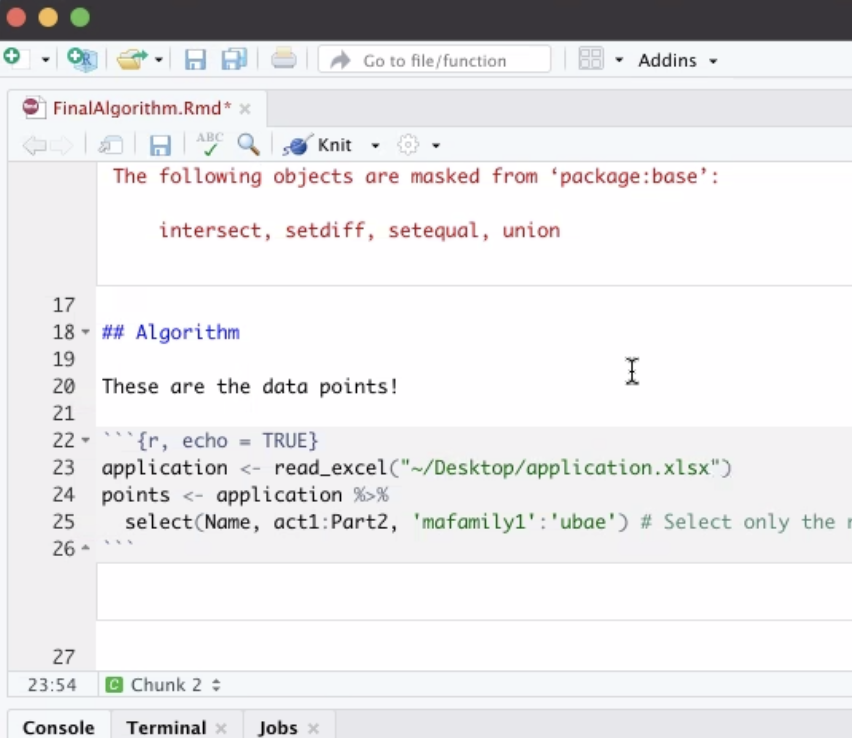 Go to file/function
Addins
FinalAlgorithm.Rmd*
ABC
Knit
The following objects are masked from ‘package:base’:
intersect, setdiff, setequal, union
17
18 ## Algorithm
19
20 These are the data points!
21
22 ```{r, echo = TRUE}
23 application <- read_excel("~/Desktop/application.xlsx")
24 points <- application %>%
25 select(Name, act1:Part2, 'mafamily1':'ubae') # Select only the
26 ```
27
23:54 C Chunk 2
Console Terminal Jobs